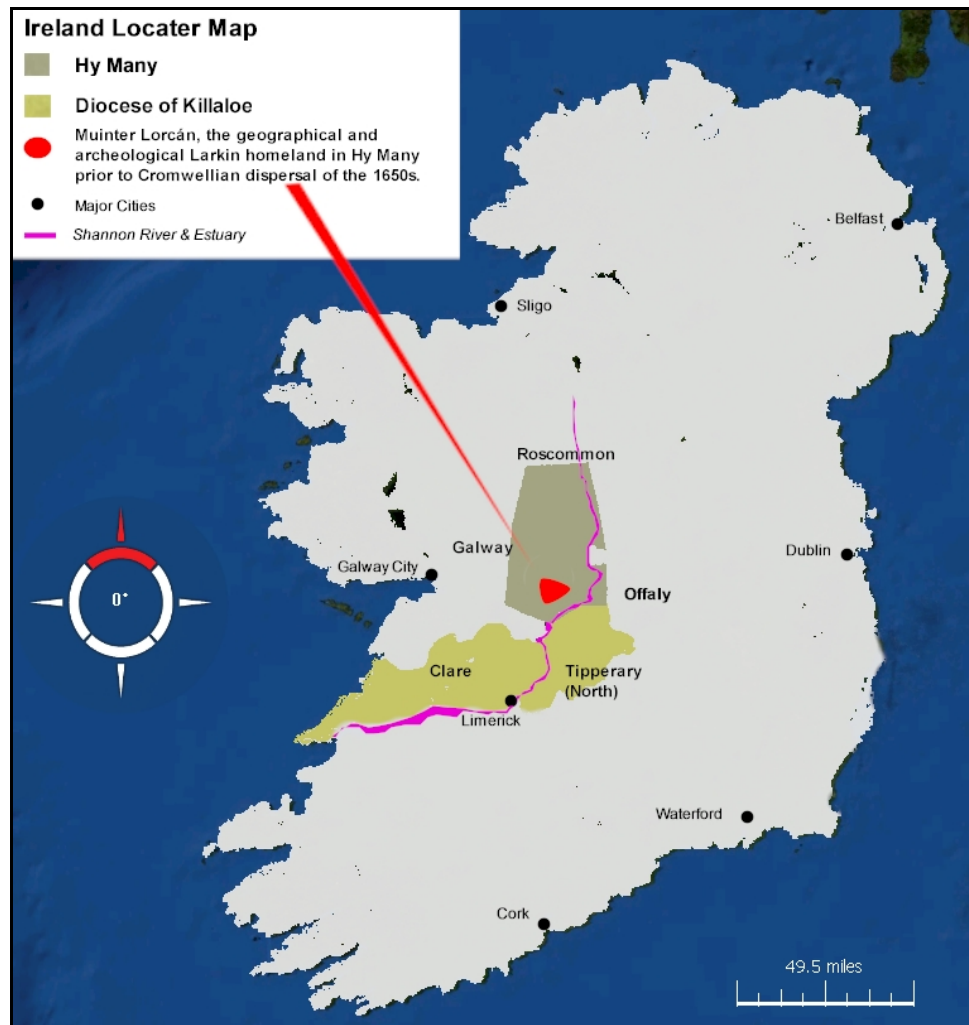 Ireland Locater Map
Hy Many
Diocese of Killaloe
Muinter Lorcán, the geographical and
archeological Larkin homeland in Hy Many
prior to Cromwellian dispersal of the 1650s.
Major Cities
Shannon River & Estuary
Belfast
Sligo
Roscommon
Galway
Dublin
Galway City
Offaly
0°
Clare
Tipperary
(North)
Limerick
Waterford
Cork
49.5 miles